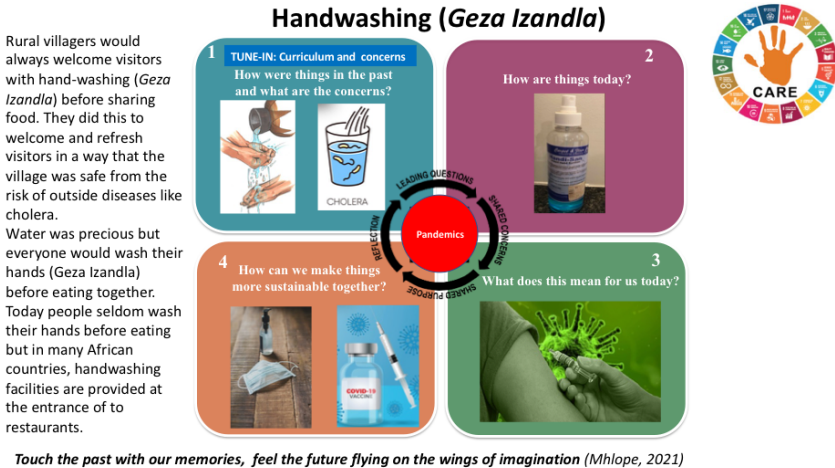 Handwashing (Geza Izandla)
Rural villagers would
always welcome visitors
with hand-washing (Geza
Izandla) before sharing
food. They did this to
welcome and refresh
visitors in a way that the
village was safe from the
risk of outside diseases like
cholera.
Water was precious but
everyone would wash their
hands (Geza Izandla)
before eating together.
Today people seldom wash
their hands before eating
but in many African
countries, handwashing
facilities are provided at
the entrance of to
restaurants.
1
TUNE-IN: Curriculum and concerns
How were things in the past
and what are the concerns?
CHOLERA
2
How are things today?
LEADING QUESTIONS
SHARED CONCERNS
SHARED PURPOSE
REFLECTION
Pandemics
4
How can we make things
more sustainable together?
COVID-19
VACCINE
3
What does this mean for us today?
CARE
Touch the past with our memories, feel the future flying on the wings of imagination (Mhlope, 2021)